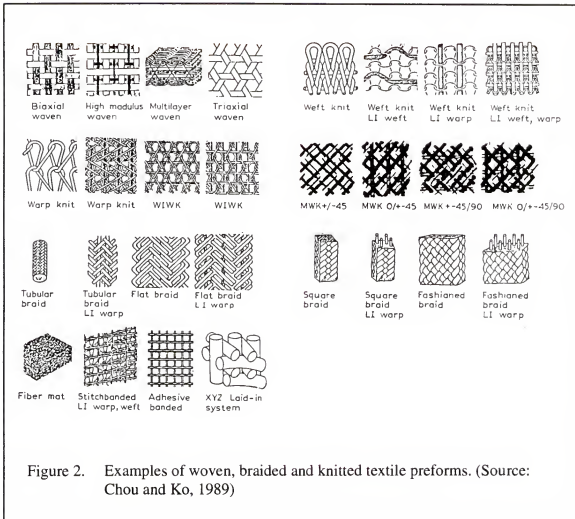 Biaxial woven
High modulus woven
Multilayer woven
Triaxial woven
Weft knit
Weft knit LI weft
Weft knit LI warp
Weft knit LI weft, warp
Warp knit
Warp knit
WIWK
WIWK
MWK+/-45
MWK 0/+-45
MWK +-45/90
MWK 0/+-45/90
Tubular braid
Tubular braid LI warp
Flat braid
Flat braid LI warp
Square braid
Square braid LI warp
Fashioned braid
Fashioned braid LI warp
Fiber mat
Stitchbanded LI warp, weft
Adhesive banded
XYZ Laid-in system
Figure 2. Examples of woven, braided and knitted textile preforms. (Source:
Chou and Ko, 1989)